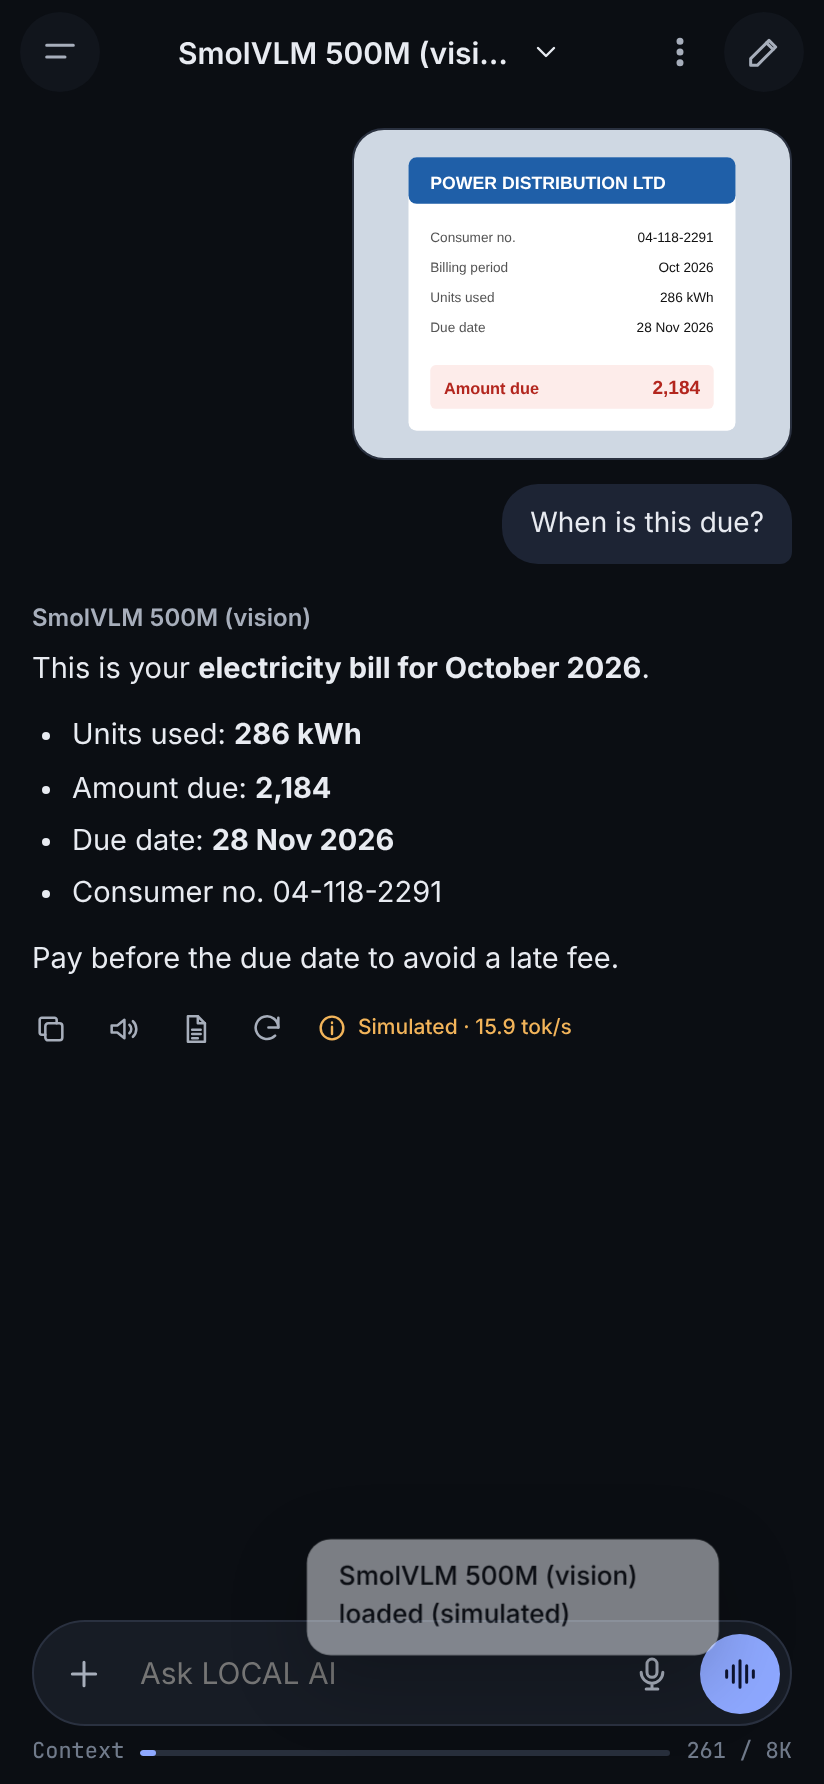 SmolVLM 500M (visi...
POWER DISTRIBUTION LTD
Consumer no. 04-118-2291
Billing period Oct 2026
Units used 286 kWh
Due date 28 Nov 2026
Amount due 2,184
When is this due?
SmolVLM 500M (vision)
This is your electricity bill for October 2026.
• Units used: 286 kWh
• Amount due: 2,184
• Due date: 28 Nov 2026
• Consumer no. 04-118-2291
Pay before the due date to avoid a late fee.
Simulated · 15.9 tok/s
SmolVLM 500M (vision)
loaded (simulated)
Ask LOCAL AI
Context 261 / 8K